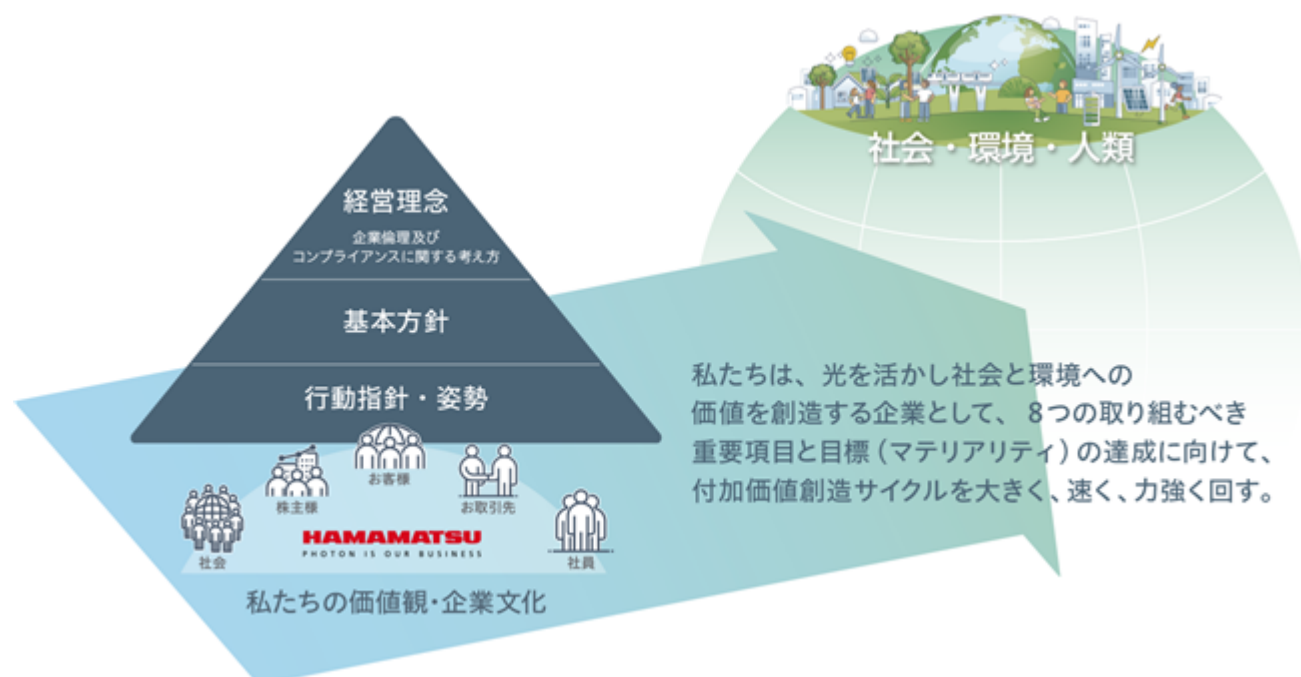 社会・環境・人類
経営理念
企業倫理及び
コンプライアンスに関する考え方
基本方針
行動指針・姿勢
お客様
株主様
お取引先
社会
社員
HAMAMATSU
PHOTON IS OUR BUSINESS
私たちの価値観・企業文化
私たちは、光を活かし社会と環境への
価値を創造する企業として、8つの取り組むべき
重要項目と目標(マテリアリティ)の達成に向けて、
付加価値創造サイクルを大きく、速く、力強く回す。